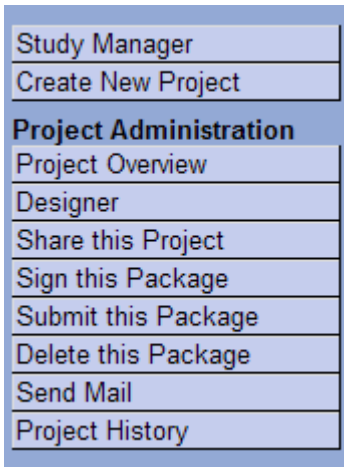 Study Manager
Create New Project
Project Administration
Project Overview
Designer
Share this Project
Sign this Package
Submit this Package
Delete this Package
Send Mail
Project History